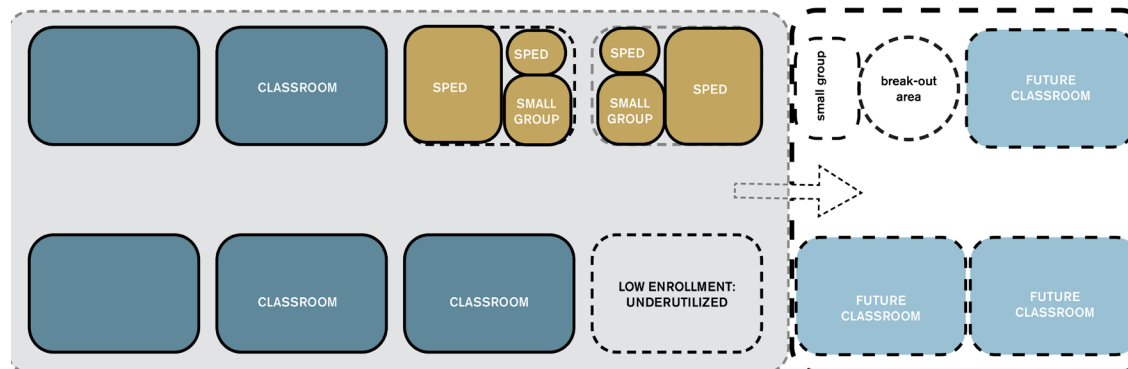 CLASSROOM
SPED
SPED
SMALL
GROUP
SPED
SMALL
GROUP
SPED
small group
break-out
area
FUTURE
CLASSROOM
CLASSROOM
CLASSROOM
LOW ENROLLMENT:
UNDERUTILIZED
FUTURE
CLASSROOM
FUTURE
CLASSROOM